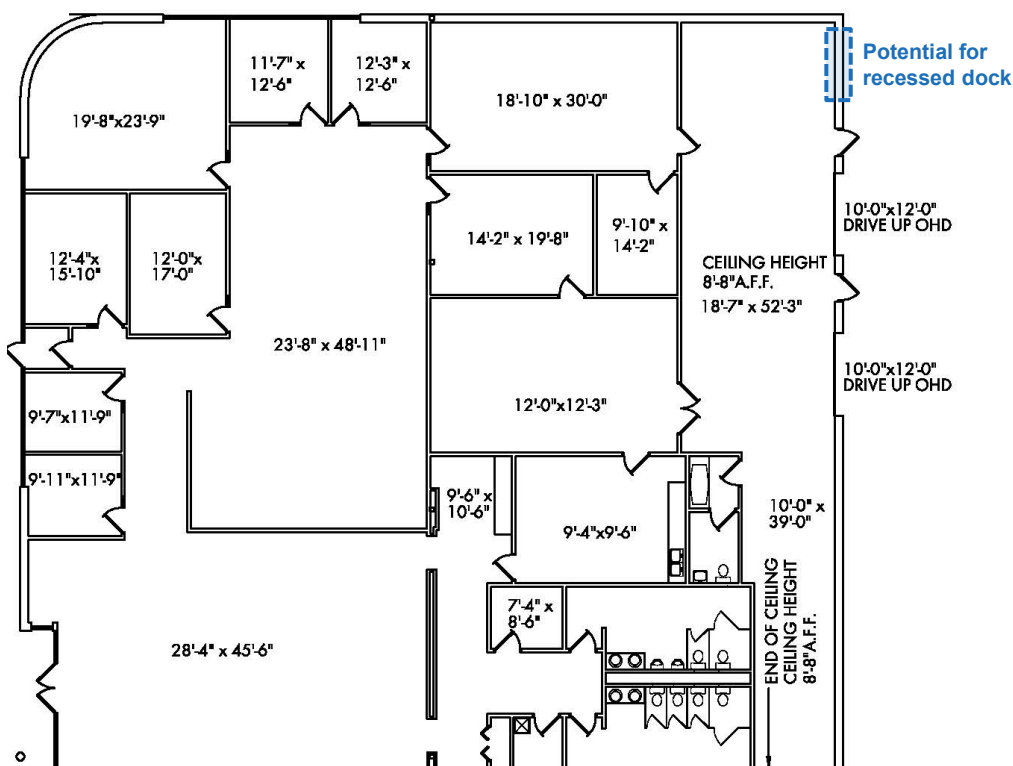 Potential for
recessed dock
11'-7" x
12'-6"
12'-3" x
12'-6"
19'-8"x23'-9"
18'-10" x 30'-0"
10'-0"x12'-0"
DRIVE UP OHD
14'-2" x 19'-8"
9'-10" x
14'-2"
12'-4"x
15'-10"
12'-0"x
17'-0"
CEILING HEIGHT
8'-8"A.F.F.
18'-7" x 52'-3"
23'-8" x 48'-11"
10'-0"x12'-0"
DRIVE UP OHD
9'-7"x11'-9"
12'-0"x12'-3"
9'-11"x11'-9"
9'-6" x
10'-6"
9'-4"x9'-6"
10'-0" x
39'-0"
7'-4" x
8'-6"
28'-4" x 45'-6"
END OF CEILING
CEILING HEIGHT
8'-8"A.F.F.